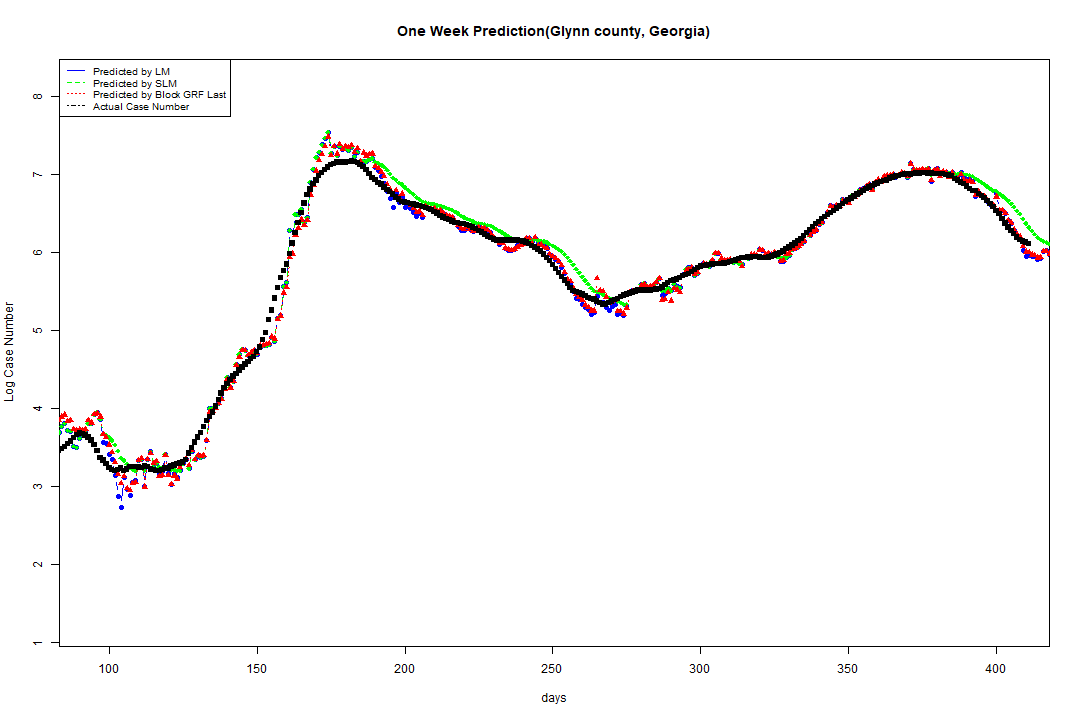 One Week Prediction(Glynn county, Georgia)
Predicted by LM
Predicted by SLM
Predicted by Block GRF Last
Actual Case Number
Log Case Number
8
7
6
5
4
3
2
1
100 150 200 250 300 350 400
days